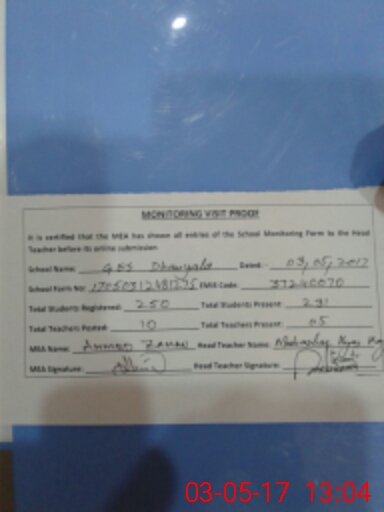 MONITORING VISIT PROOF
It is certified that the MEA has shown all entries of the School Monitoring Form to the Head
Teacher before its online submission
School Name: GES Dated: 03, 05, 2017
School Form No: EMIS Code: 37240070
Total Students Registered: 250 Total Students Present: 231
Total Teachers Posted: 10 Total Teachers Present: 05
MEA Name: AHMED ZAMAN Head Teacher Name:
MEA Signature: Head Teacher Signature:
03-05-17 13:04